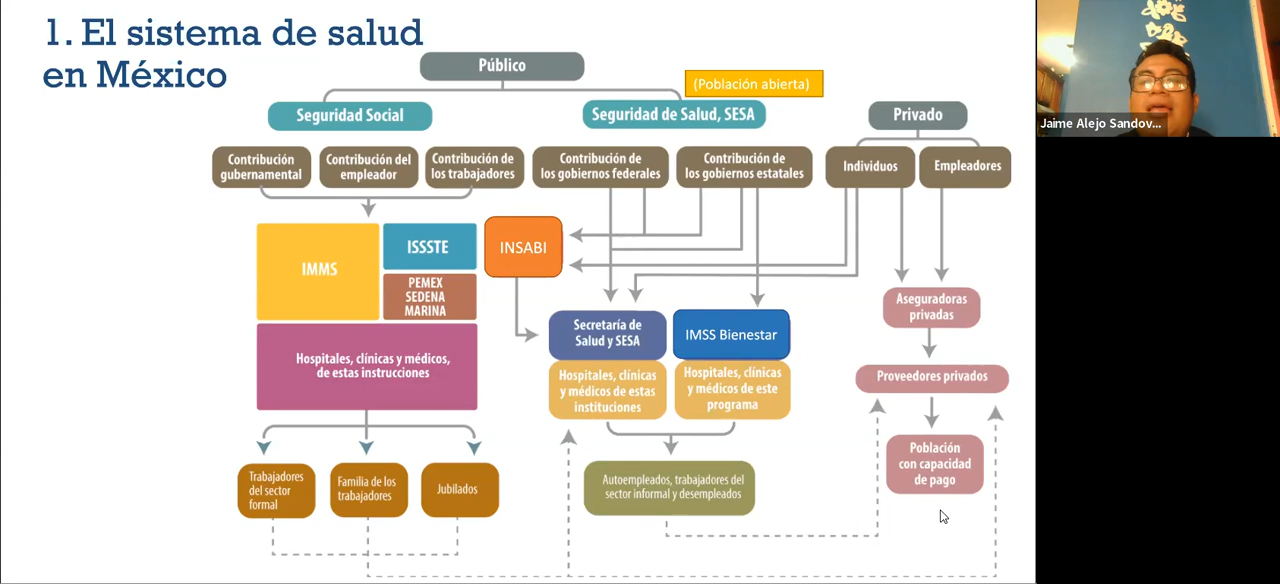 1. El sistema de salud
en México
Público
(Población abierta)
Seguridad Social
Seguridad de Salud, SESA
Privado
Contribución
gubernamental
Contribución del
empleador
Contribución de
los trabajadores
Contribución de
los gobiernos federales
Contribución de
los gobiernos estatales
Individuos
Empleadores
IMMS
ISSSTE
PEMEX
SEDENA
MARINA
INSABI
Hospitales, clínicas y médicos,
de estas instrucciones
Secretaría de
Salud y SESA
IMSS Bienestar
Hospitales, clínicas
y médicos de estas
instituciones
Hospitales, clínicas
y médicos de este
programa
Aseguradoras
privadas
Proveedores privados
Población
con capacidad
de pago
Trabajadores
del sector
formal
Familia de los
trabajadores
Jubilados
Autoempleados, trabajadores del
sector informal y desempleados
Jaime Alejo Sandov...